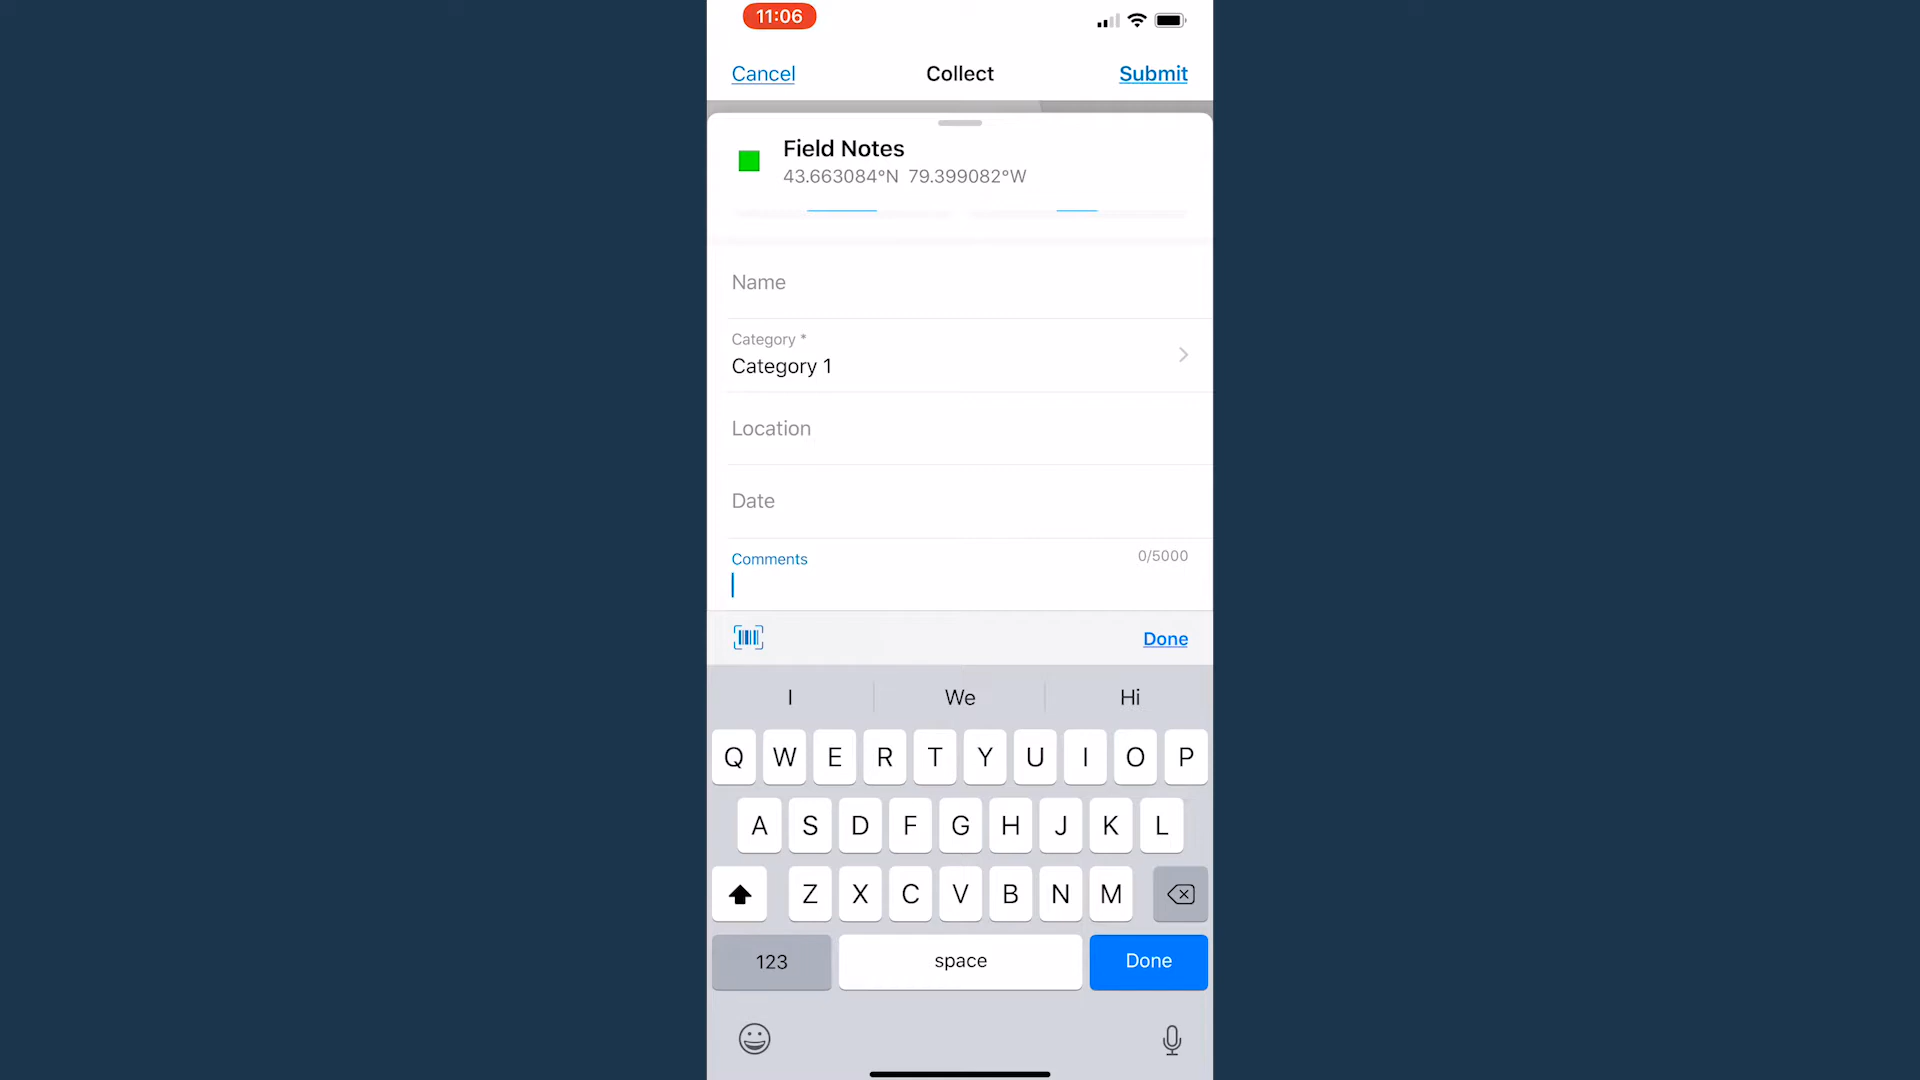 11:06
Cancel Collect Submit
Field Notes
43.663084°N 79.399082°W
Name
Category *
Category 1
Location
Date
Comments 0/5000
Done
I We Hi
Q W E R T Y U I O P
A S D F G H J K L
Z X C V B N M
123 space Done